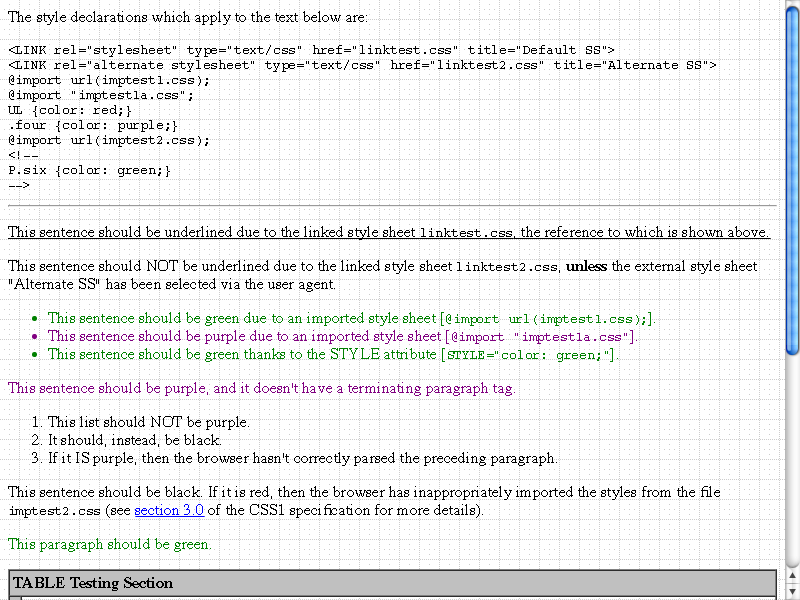 The style declarations which apply to the text below are:
<LINK rel="stylesheet" type="text/css" href="linktest.css" title="Default SS">
<LINK rel="alternate stylesheet" type="text/css" href="linktest2.css" title="Alternate SS">
@import url(imptest1.css);
@import "imptest1a.css";
UL {color: red;}
.four {color: purple;}
@import url(imptest2.css);
<!--
P.six {color: green;}
-->
This sentence should be underlined due to the linked style sheet linktest.css, the reference to which is shown above.
This sentence should NOT be underlined due to the linked style sheet linktest2.css, unless the external style sheet
"Alternate SS" has been selected via the user agent.
• This sentence should be green due to an imported style sheet [@import url(imptest1.css);].
• This sentence should be purple due to an imported style sheet [@import "imptest1a.css"].
• This sentence should be green thanks to the STYLE attribute [STYLE="color: green;"].
This sentence should be purple, and it doesn't have a terminating paragraph tag.
1. This list should NOT be purple.
2. It should, instead, be black.
3. If it IS purple, then the browser hasn't correctly parsed the preceding paragraph.
This sentence should be black. If it is red, then the browser has inappropriately imported the styles from the file
imptest2.css (see section 3.0 of the CSS1 specification for more details).
This paragraph should be green.
TABLE Testing Section